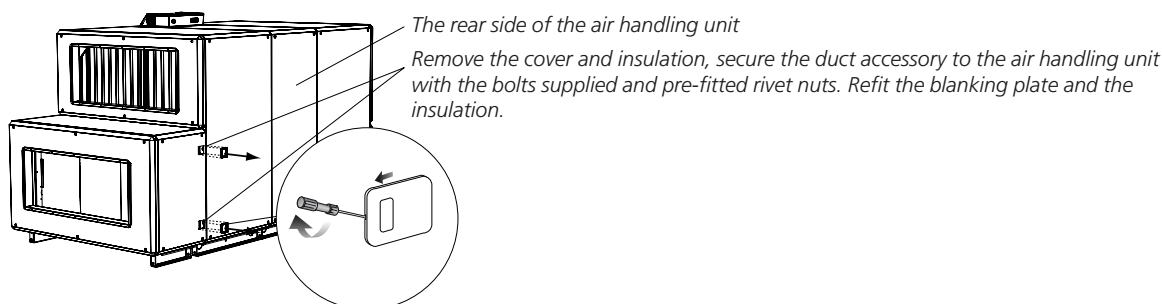 The rear side of the air handling unit
Remove the cover and insulation, secure the duct accessory to the air handling unit
with the bolts supplied and pre-fitted rivet nuts. Refit the blanking plate and the
insulation.